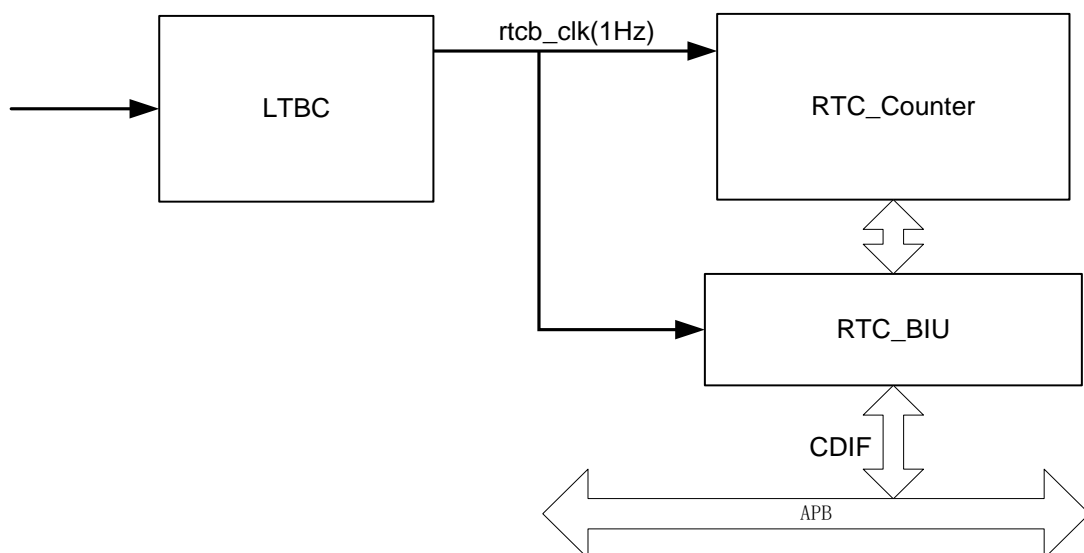 rtcb_clk(1Hz)
LTBC
RTC_Counter
RTC_BIU
CDIF
APB